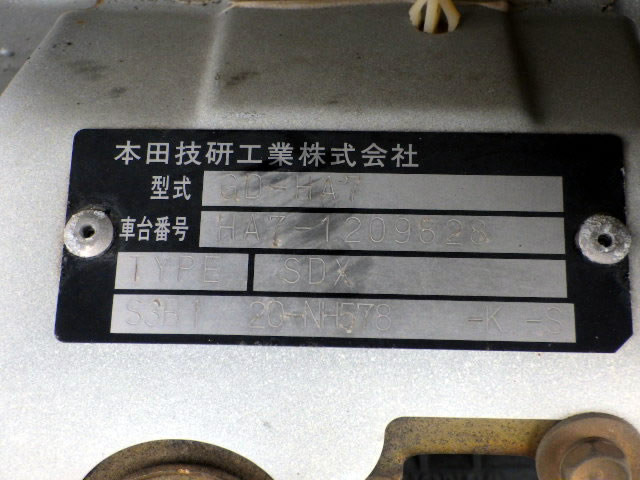 本田技研工業株式会社
型式 GD-HA7
車台番号 HA7-120952
TYPE SDX
S3H1 20-NH578 -K -S